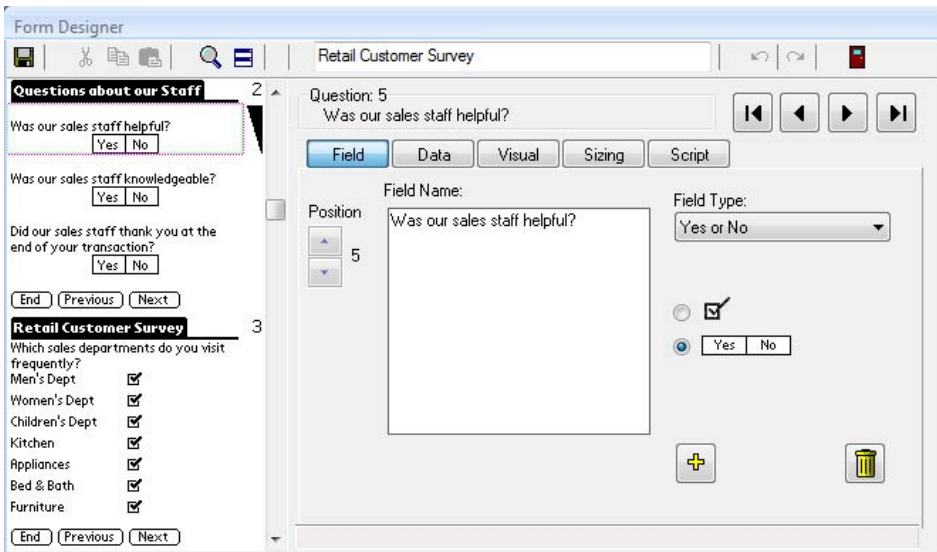 Form Designer
Retail Customer Survey
Questions about our Staff 2
Was our sales staff helpful?
Yes No
Was our sales staff knowledgeable?
Yes No
Did our sales staff thank you at the
end of your transaction?
Yes No
End Previous Next
Retail Customer Survey 3
Which sales departments do you visit
frequently?
Men's Dept
Women's Dept
Children's Dept
Kitchen
Appliances
Bed & Bath
Furniture
End Previous Next
Question: 5
Was our sales staff helpful?
Field Data Visual Sizing Script
Position
5
Field Name:
Was our sales staff helpful?
Field Type:
Yes or No
Yes No